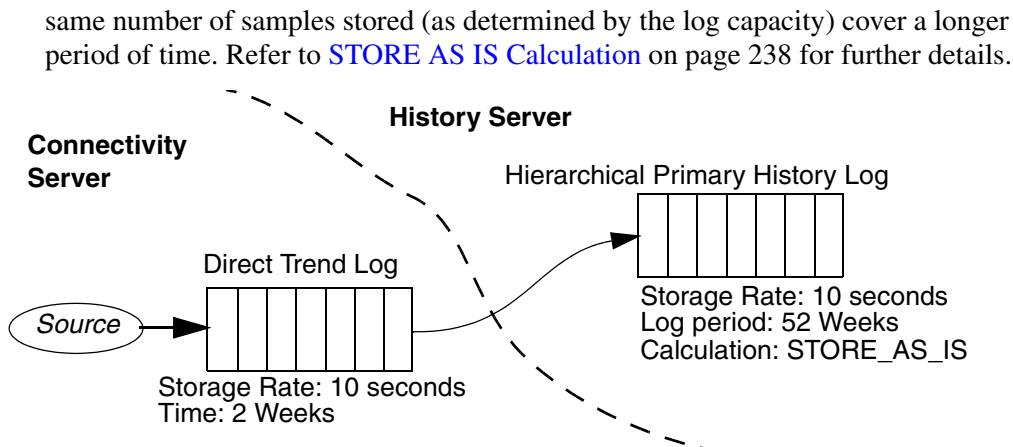 same number of samples stored (as determined by the log capacity) cover a longer
period of time. Refer to STORE AS IS Calculation on page 238 for further details.
History Server
Connectivity
Server
Hierarchical Primary History Log
Direct Trend Log
Source
Storage Rate: 10 seconds
Log period: 52 Weeks
Calculation: STORE_AS_IS
Storage Rate: 10 seconds
Time: 2 Weeks